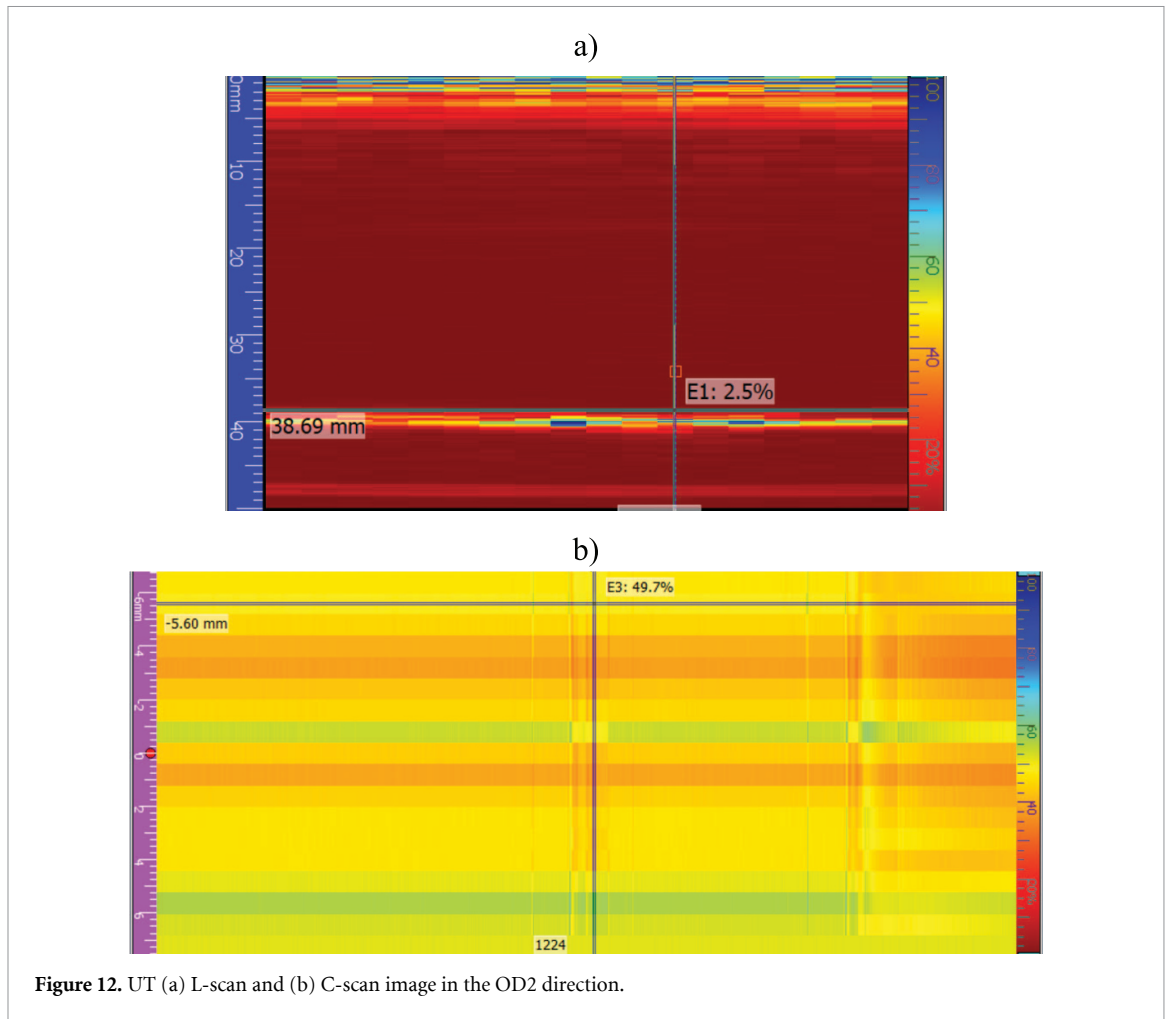 a)
0mm
10
20
30
40
E1: 2.5%
38.69 mm
100
80
60
40
20%
b)
E3: 49.7%
-5.60 mm
-6mm
-4
-2
0
2
4
6
1224
100
80
60
40
20%
Figure 12. UT (a) L-scan and (b) C-scan image in the OD2 direction.